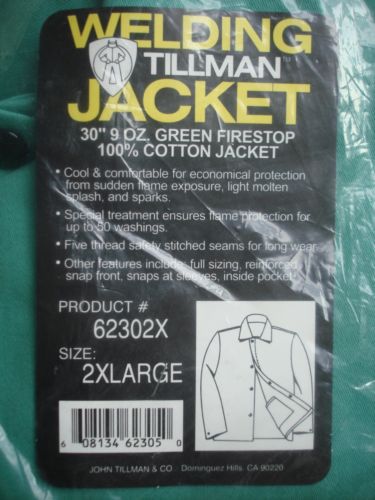 WELDING
TILLMAN™
JACKET
30" 9 OZ. GREEN FIRESTOP
100% COTTON JACKET
• Cool & comfortable for economical protection
from sudden flame exposure, light molten
splash, and sparks.
• Special treatment ensures flame protection for
up to 50 washings.
• Five thread safety stitched seams for long wear.
• Other features include: full sizing, reinforced
snap front, snaps at sleeves, inside pocket.
PRODUCT #
62302X
SIZE:
2XLARGE
6 08134 62305 0
JOHN TILLMAN & CO. Dominguez Hills, CA 90220